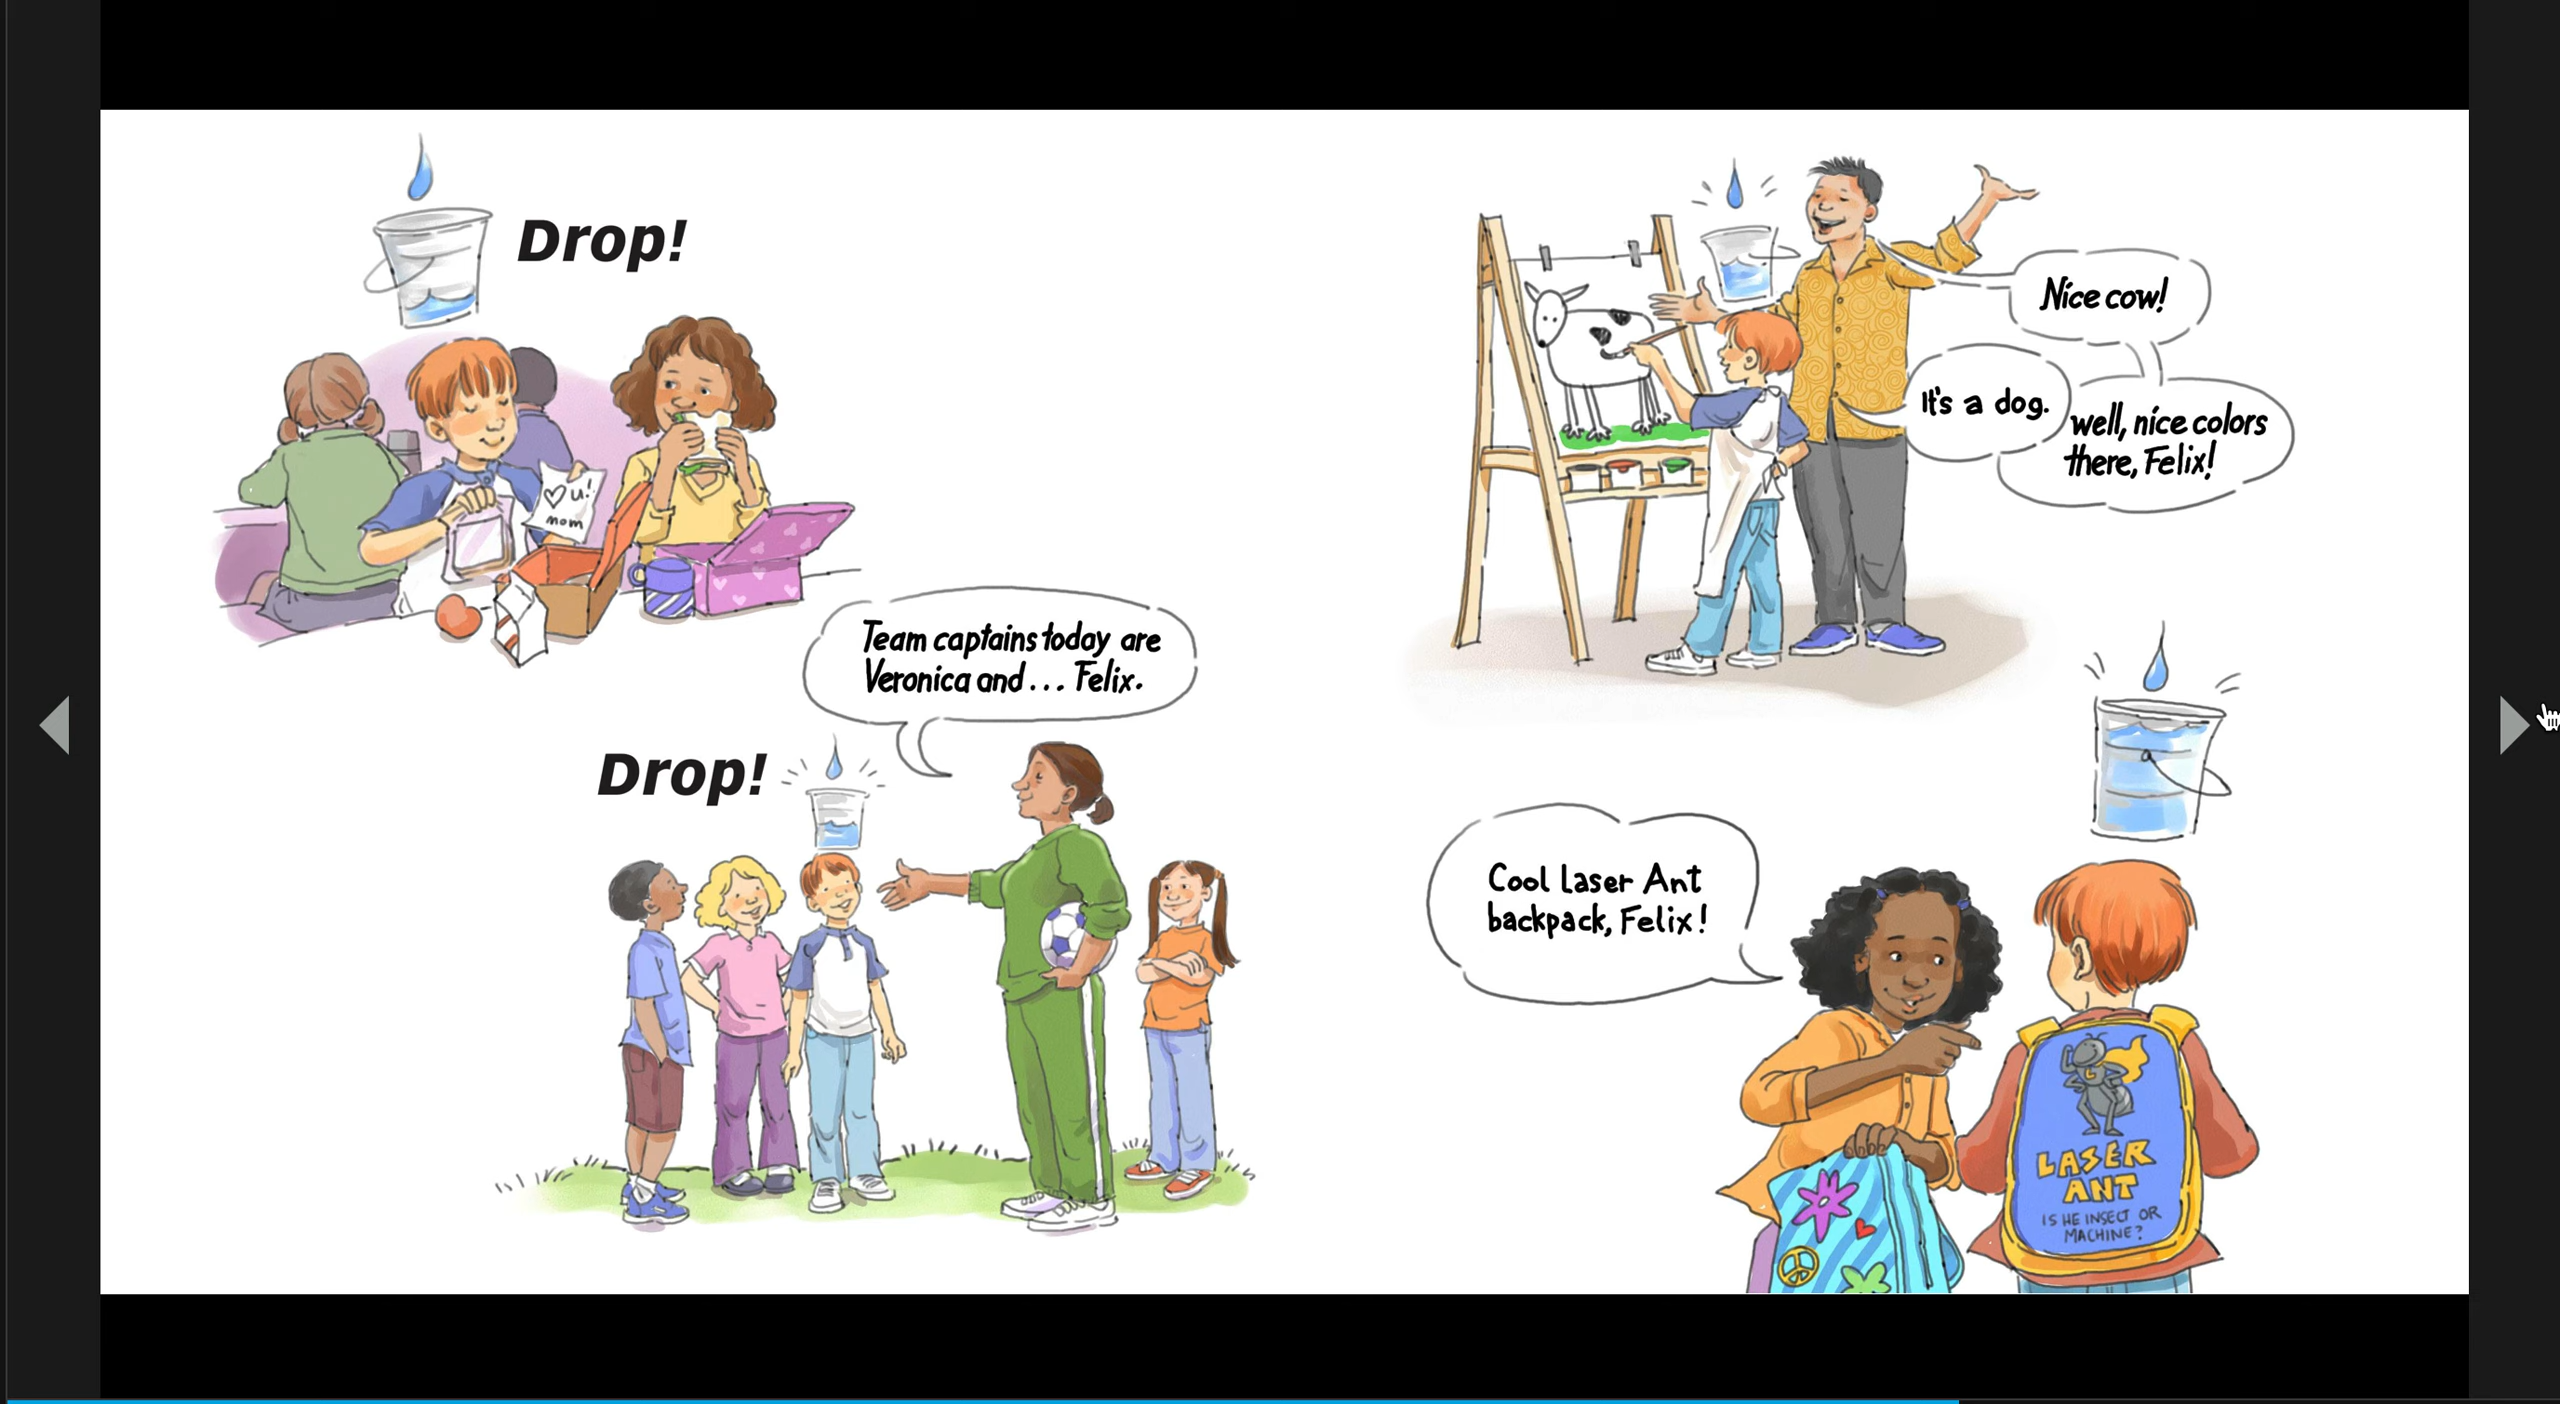 Drop!
♥ u!
mom
Team captains today are
Veronica and . . . Felix.
Drop!
Nice cow!
It's a dog.
well, nice colors
there, Felix!
Cool Laser Ant
backpack, Felix!
L
LASER
ANT
IS HE INSECT OR
MACHINE?